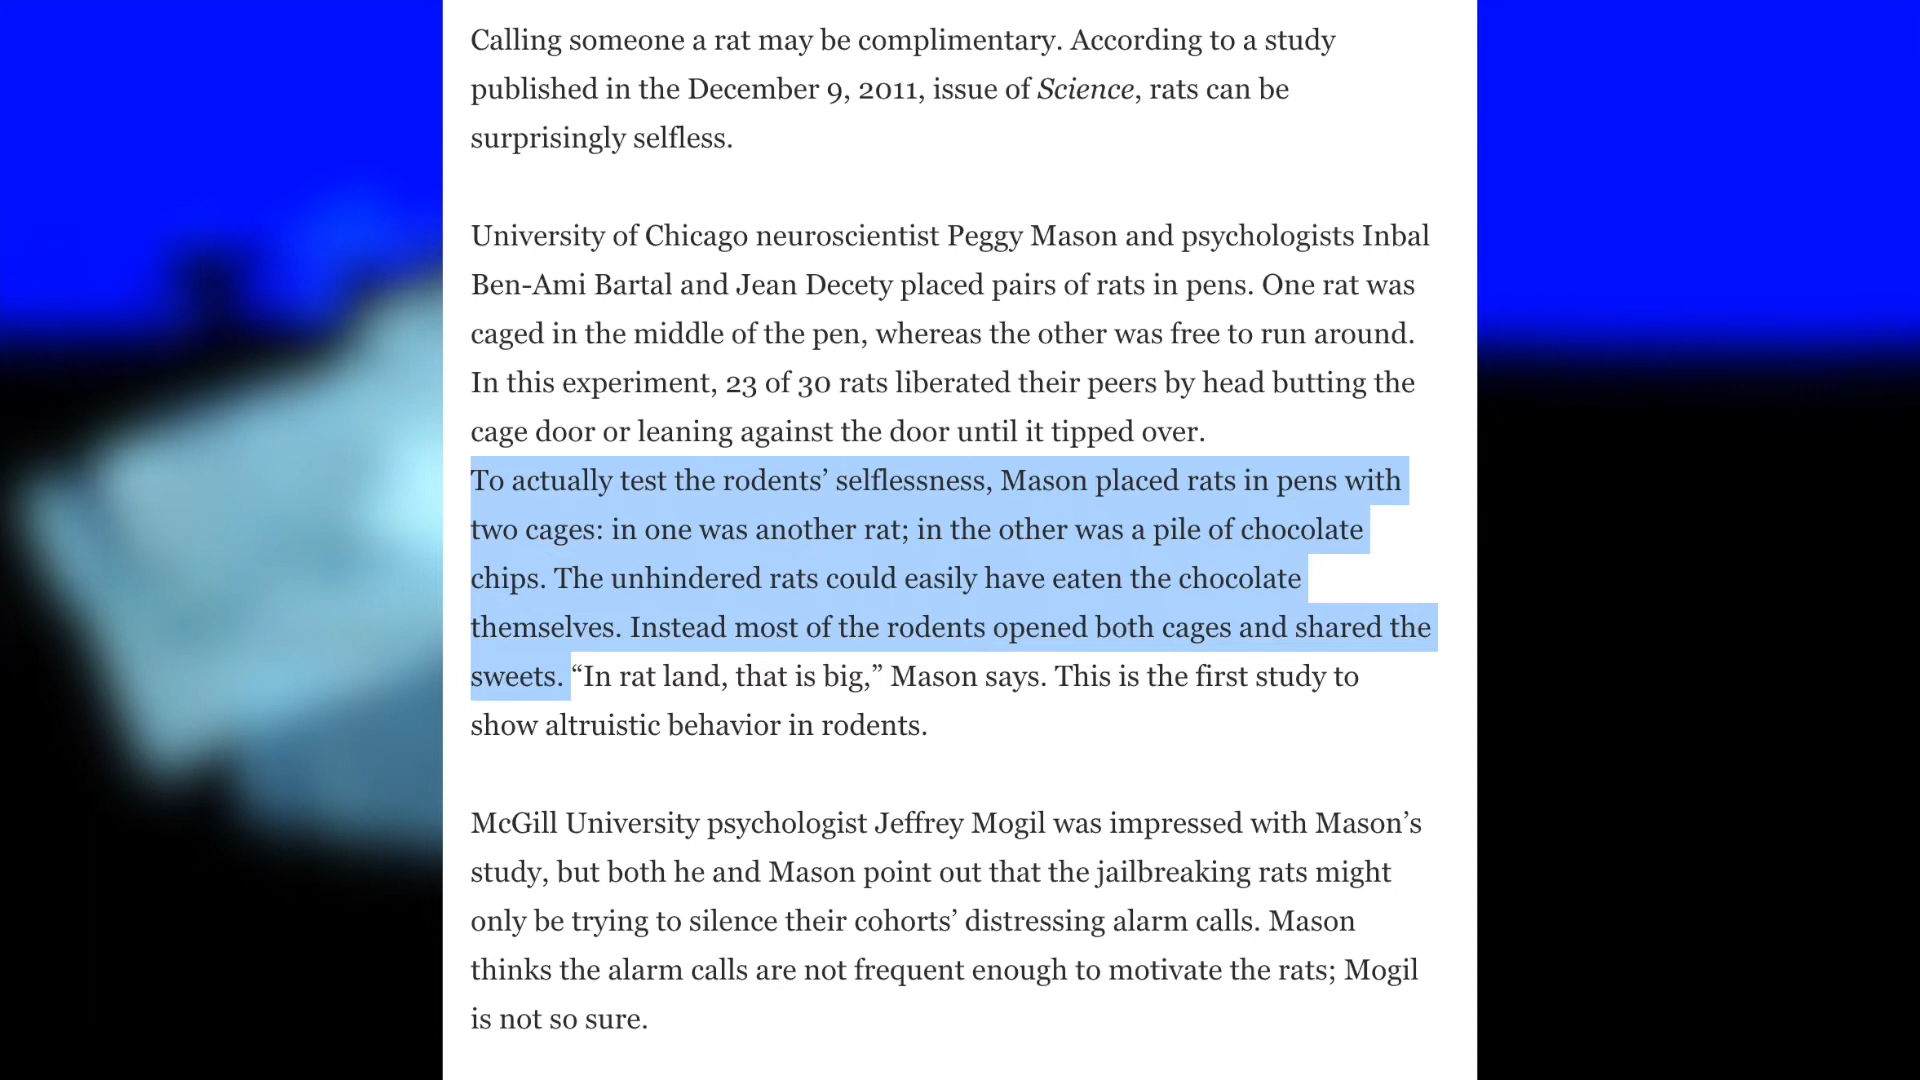 Calling someone a rat may be complimentary. According to a study
published in the December 9, 2011, issue of Science, rats can be
surprisingly selfless.
University of Chicago neuroscientist Peggy Mason and psychologists Inbal
Ben-Ami Bartal and Jean Decety placed pairs of rats in pens. One rat was
caged in the middle of the pen, whereas the other was free to run around.
In this experiment, 23 of 30 rats liberated their peers by head butting the
cage door or leaning against the door until it tipped over.
To actually test the rodents’ selflessness, Mason placed rats in pens with
two cages: in one was another rat; in the other was a pile of chocolate
chips. The unhindered rats could easily have eaten the chocolate
themselves. Instead most of the rodents opened both cages and shared the
sweets. “In rat land, that is big,” Mason says. This is the first study to
show altruistic behavior in rodents.
McGill University psychologist Jeffrey Mogil was impressed with Mason’s
study, but both he and Mason point out that the jailbreaking rats might
only be trying to silence their cohorts’ distressing alarm calls. Mason
thinks the alarm calls are not frequent enough to motivate the rats; Mogil
is not so sure.